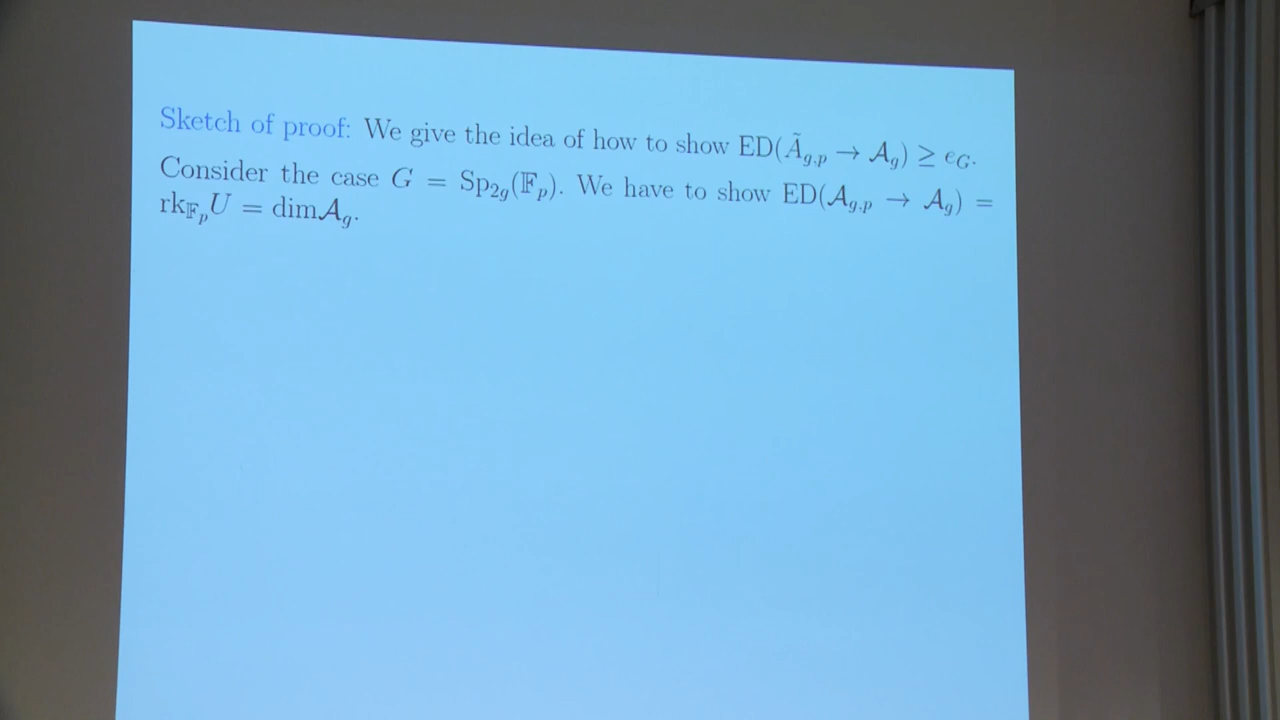 Sketch of proof: We give the idea of how to show ED(Ã_{g,p} → 𝒜_g) ≥ e_G.
Consider the case G = Sp_{2g}(𝔽_p). We have to show ED(𝒜_{g,p} → 𝒜_g) =
rk_{𝔽_p}U = dim𝒜_g.